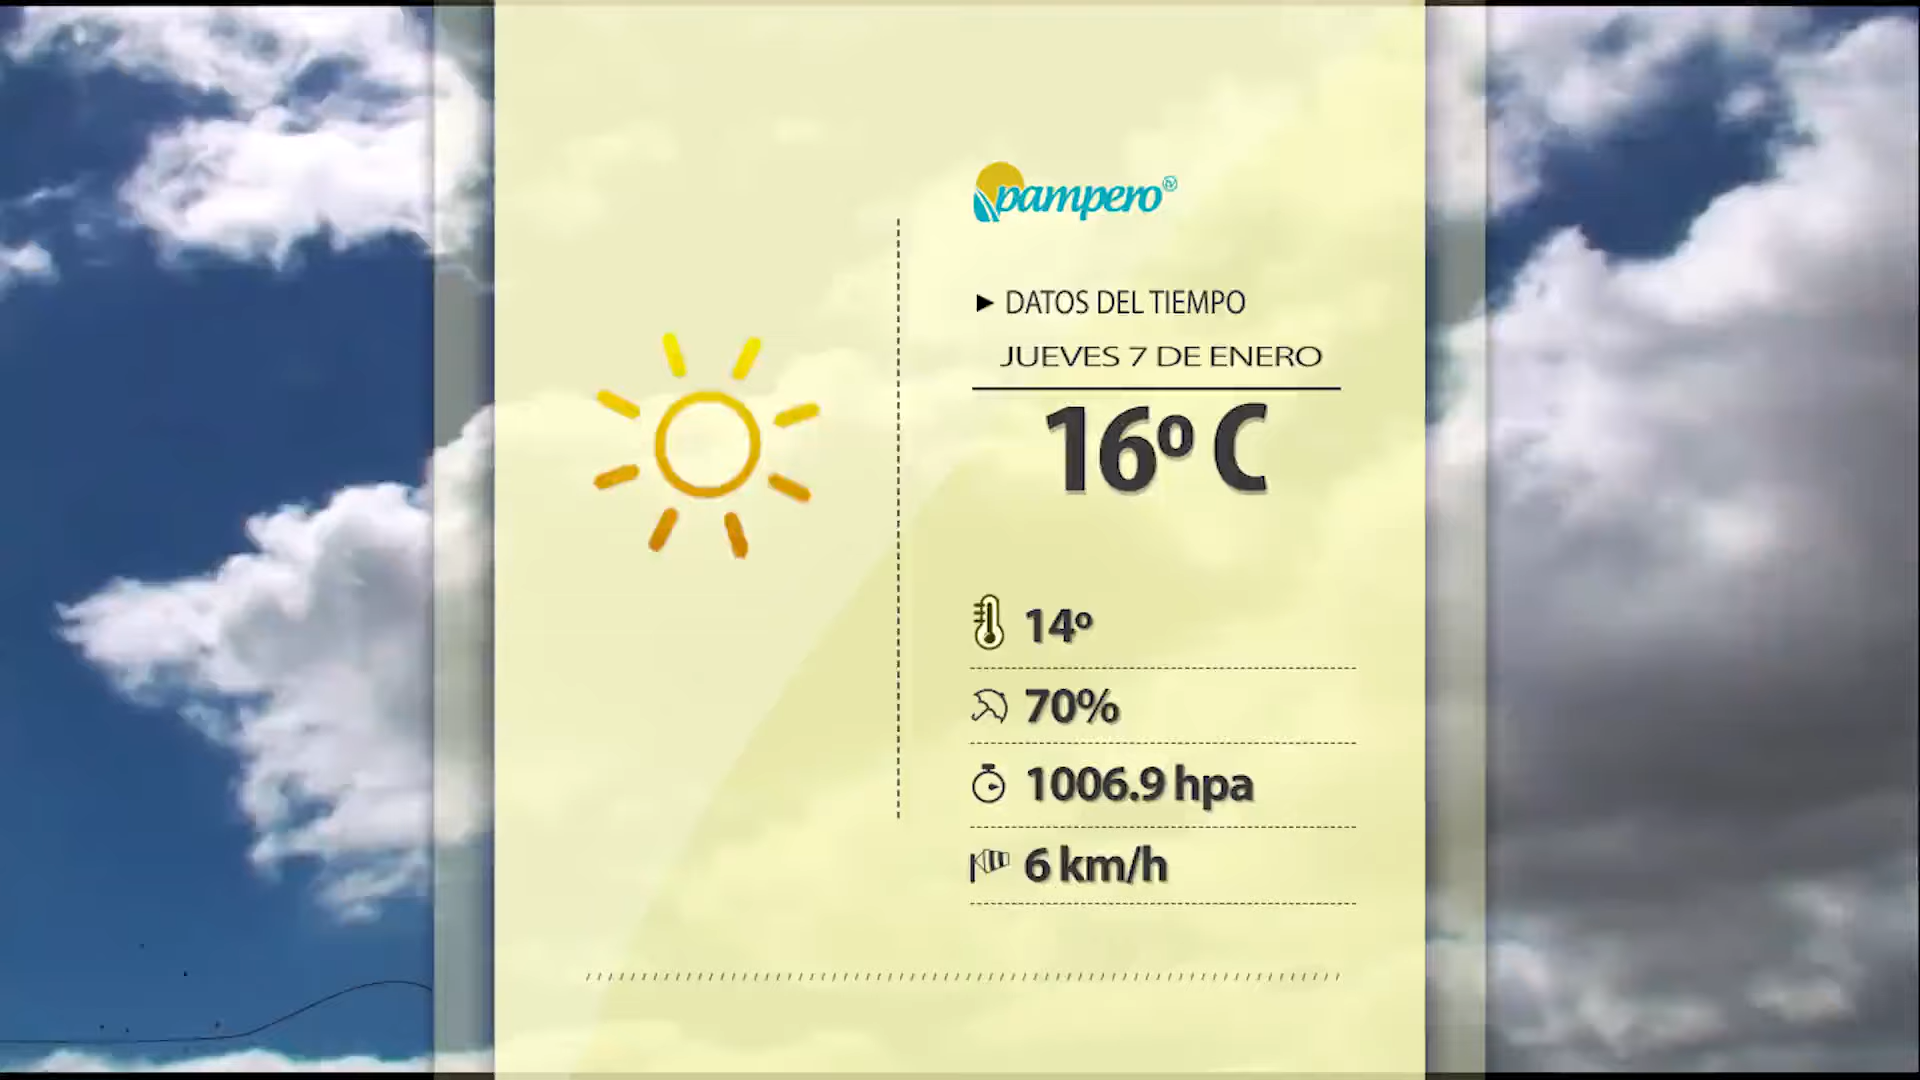 pampero
DATOS DEL TIEMPO
JUEVES 7 DE ENERO
16º C
14º
70%
1006.9 hpa
6 km/h